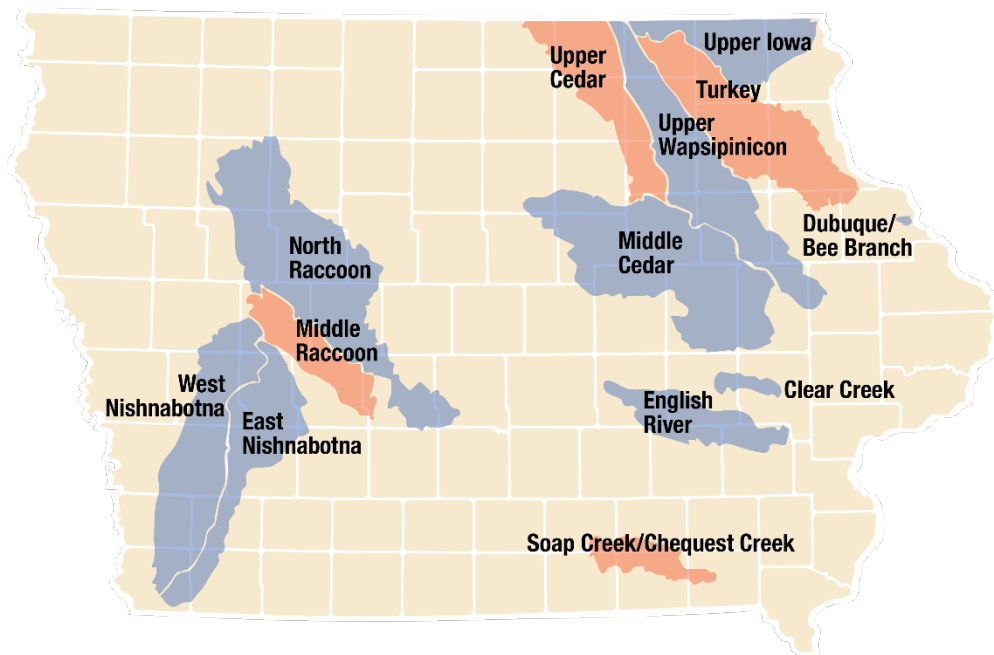 Upper Iowa
Upper
Cedar
Turkey
Upper
Wapsipinicon
Dubuque/
Bee Branch
Middle
Cedar
North
Raccoon
Middle
Raccoon
West
Nishnabotna
East
Nishnabotna
Clear Creek
English
River
Soap Creek/Chequest Creek